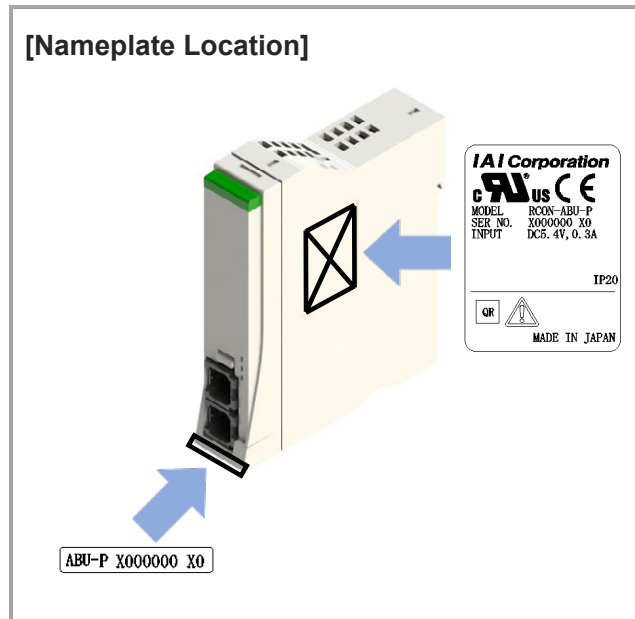 [Nameplate Location]
IAI Corporation
c RU® US CE
MODEL RCON-ABU-P
SER NO. X000000 X0
INPUT DC5.4V, 0.3A
IP20
QR
MADE IN JAPAN
ABU-P X000000 X0